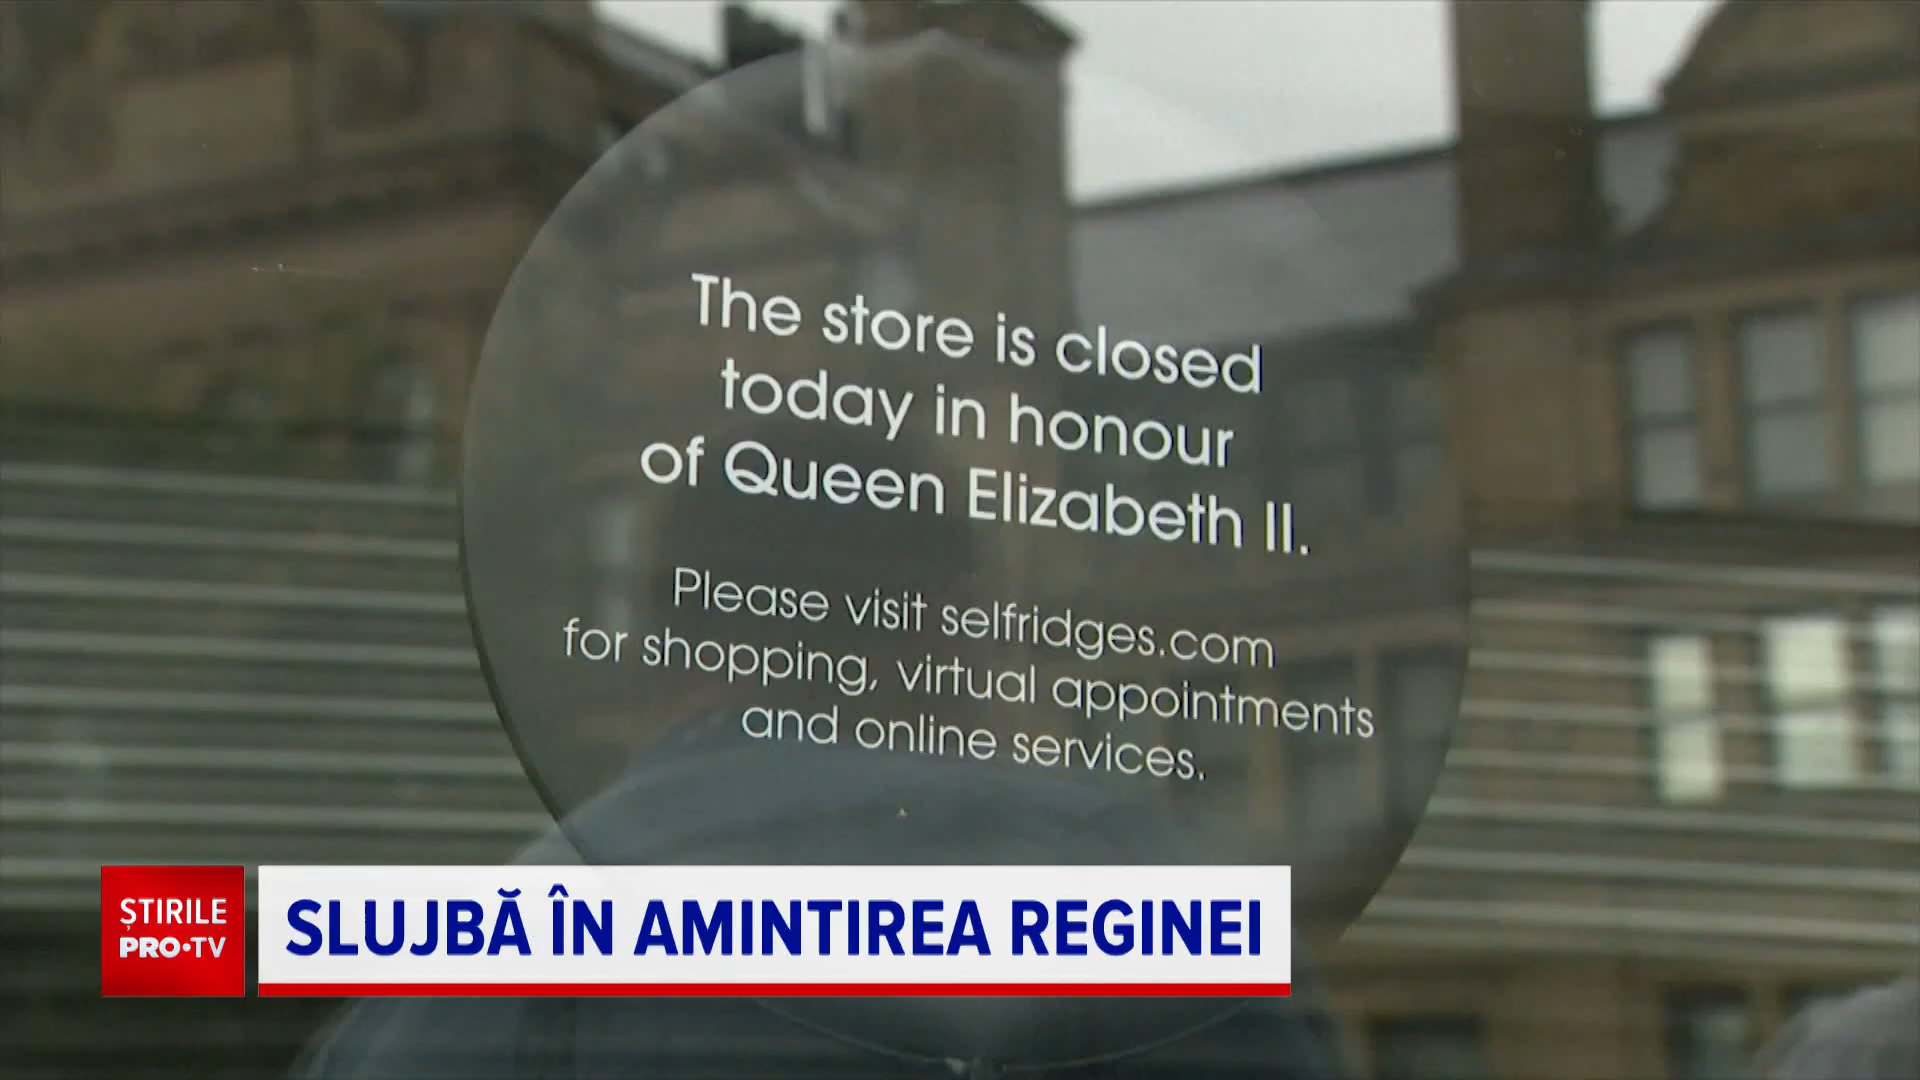 The store is closed
today in honour
of Queen Elizabeth II.
Please visit selfridges.com
for shopping, virtual appointments
and online services.
ȘTIRILE
PRO•TV
SLUJBĂ ÎN AMINTIREA REGINEI